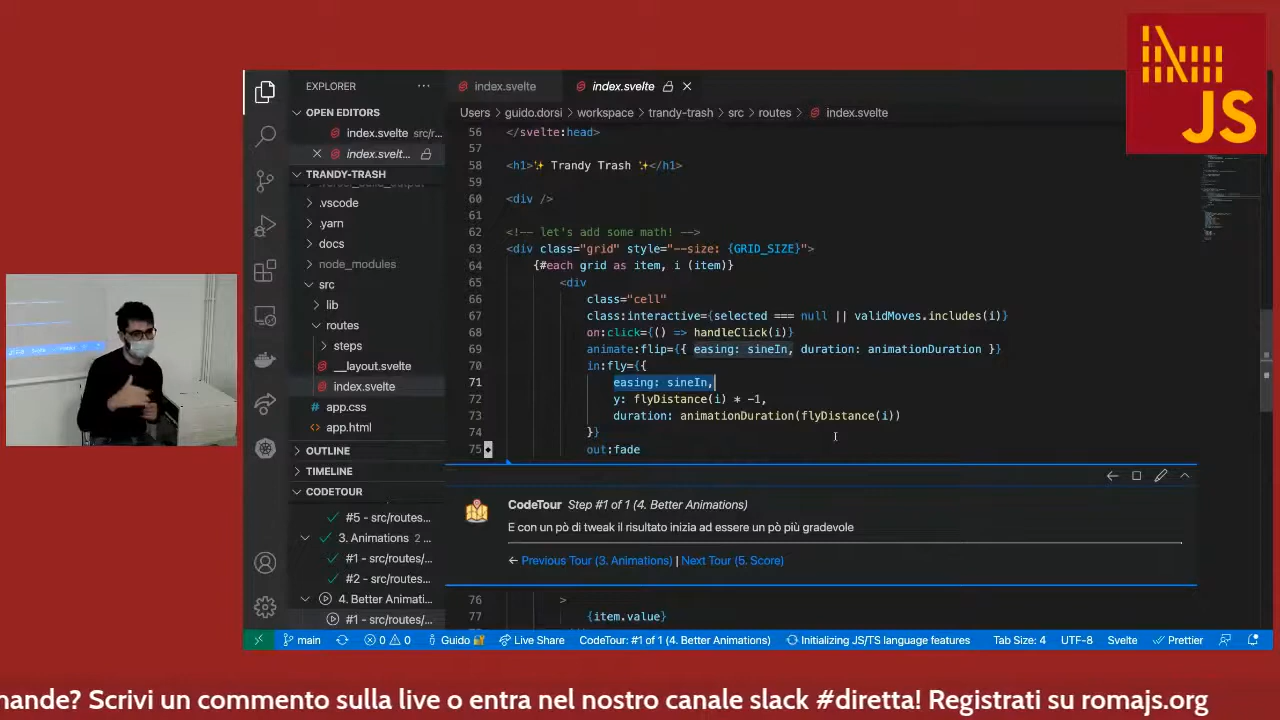 JS
EXPLORER
index.svelte
index.svelte
OPEN EDITORS
Users > guido.dorsi > workspace > trandy-trash > src > routes > index.svelte
index.svelte src/r...
index.svelt...
TRANDY-TRASH
.vscode
.yarn
docs
node_modules
src
lib
routes
steps
__layout.svelte
index.svelte
app.css
app.html
OUTLINE
TIMELINE
CODETOUR
#5 - src/routes...
3. Animations 2 ...
#1 - src/routes/...
#2 - src/routes/...
4. Better Animati...
#1 - src/routes/...
56 </svelte:head>
57
58 <h1>✨ Trandy Trash ✨</h1>
59
60 <div />
61
62 <!-- let's add some math! -->
63 <div class="grid" style="--size: {GRID_SIZE}">
64 {#each grid as item, i (item)}
65 <div
66 class="cell"
67 class:interactive={selected === null || validMoves.includes(i)}
68 on:click={() => handleClick(i)}
69 animate:flip={{ easing: sineIn, duration: animationDuration }}
70 in:fly={{
71 easing: sineIn,
72 y: flyDistance(i) * -1,
73 duration: animationDuration(flyDistance(i))
74 }}
75 out:fade
CodeTour Step #1 of 1 (4. Better Animations)
E con un pò di tweak il risultato inizia ad essere un pò più gradevole
← Previous Tour (3. Animations) | Next Tour (5. Score)
76 >
77 {item.value}
main 0 0 Guido Live Share CodeTour: #1 of 1 (4. Better Animations) Initializing JS/TS language features Tab Size: 4 UTF-8 Svelte Prettier
mande? Scrivi un commento sulla live o entra nel nostro canale slack #diretta! Registrati su romajs.org